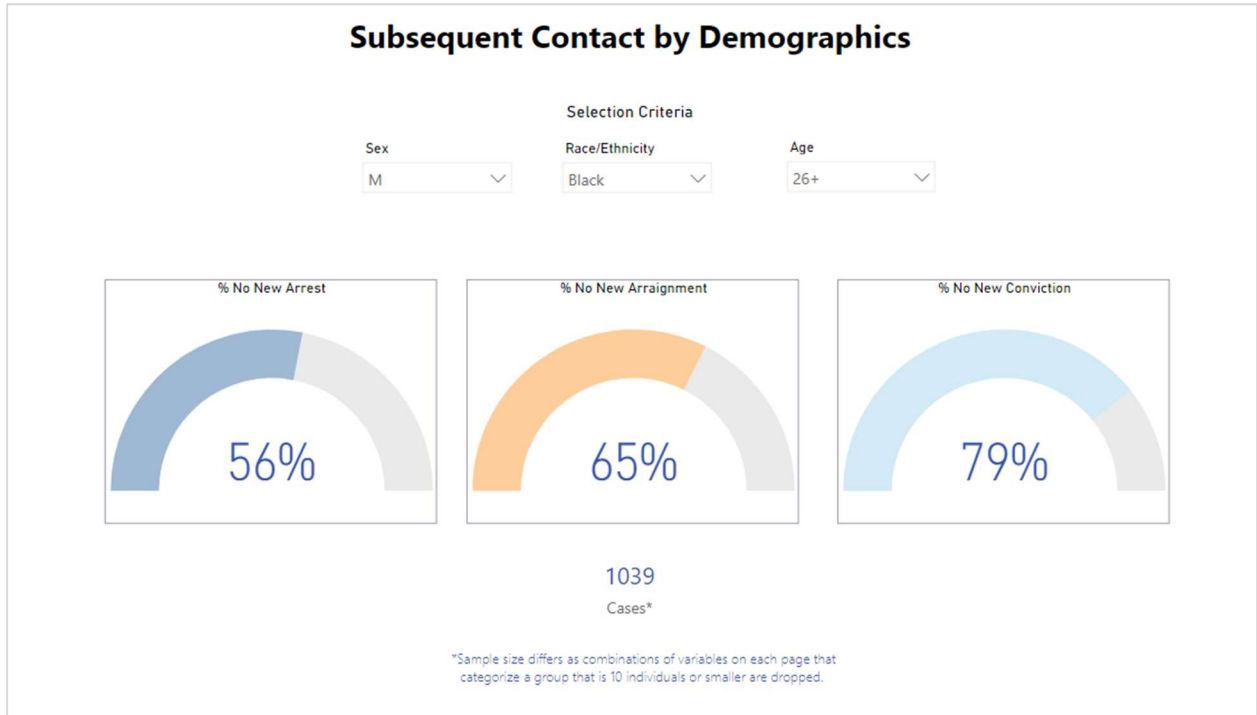 Subsequent Contact by Demographics
Selection Criteria
Sex
Race/Ethnicity
Age
M
Black
26+
% No New Arrest
% No New Arraignment
% No New Conviction
56%
65%
79%
1039
Cases*
*Sample size differs as combinations of variables on each page that
categorize a group that is 10 individuals or smaller are dropped.